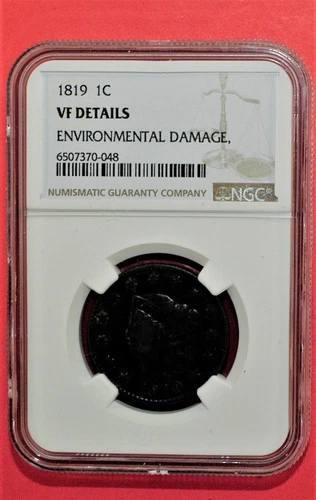 1819 1C
VF DETAILS
ENVIRONMENTAL DAMAGE,
6507370-048
NUMISMATIC GUARANTY COMPANY NGC®